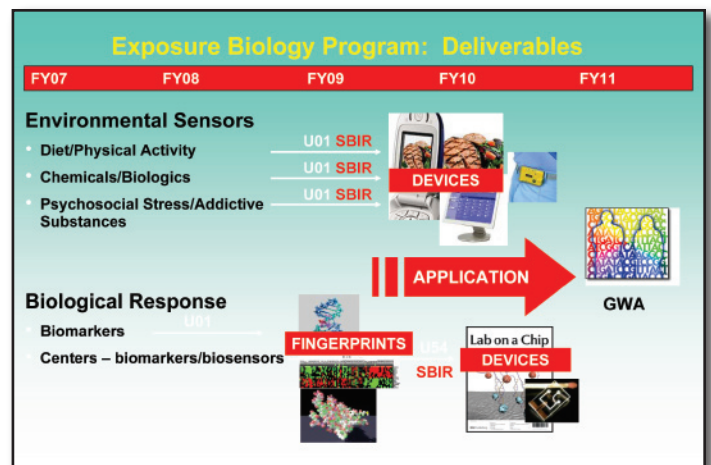 Exposure Biology Program: Deliverables
FY07 FY08 FY09 FY10 FY11
Environmental Sensors
Diet/Physical Activity
U01 SBIR
Chemicals/Biologics
U01 SBIR
Psychosocial Stress/Addictive
Substances
U01 SBIR
DEVICES
APPLICATION
GWA
Biological Response
Biomarkers
U01
Centers – biomarkers/biosensors
FINGERPRINTS
U54
SBIR
Lab on a Chip
DEVICES